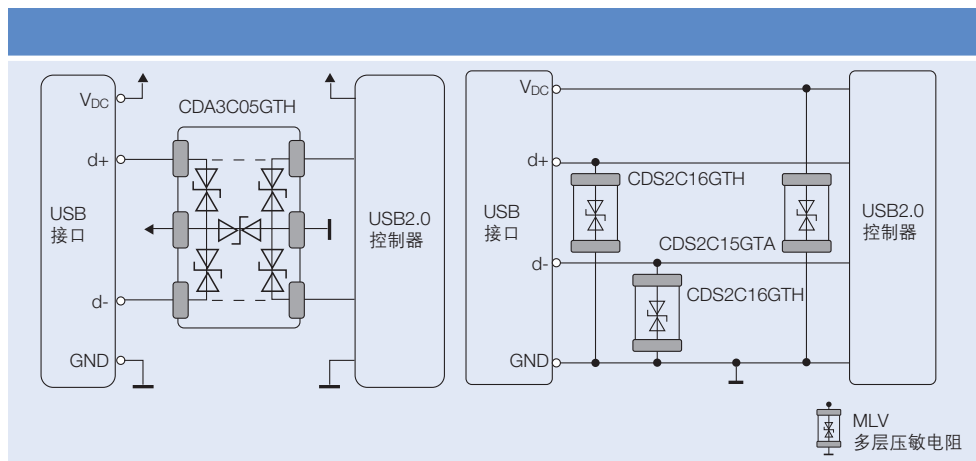 V_DC
CDA3C05GTH
d+
USB
接口
d-
GND
USB2.0
控制器
V_DC
d+
CDS2C16GTH
USB
接口
CDS2C15GTA
d-
CDS2C16GTH
GND
USB2.0
控制器
MLV
多层压敏电阻